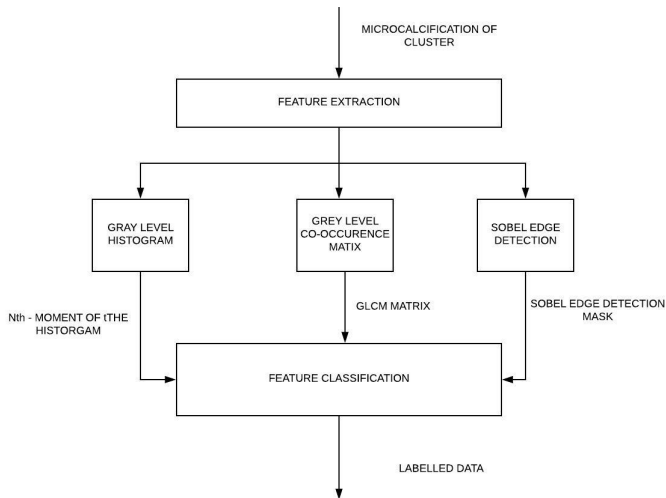 MICROCALCIFICATION OF
CLUSTER
FEATURE EXTRACTION
GRAY LEVEL
HISTOGRAM
GREY LEVEL
CO-OCCURENCE
MATIX
SOBEL EDGE
DETECTION
Nth - MOMENT OF tTHE
HISTORGAM
GLCM MATRIX
SOBEL EDGE DETECTION
MASK
FEATURE CLASSIFICATION
LABELLED DATA